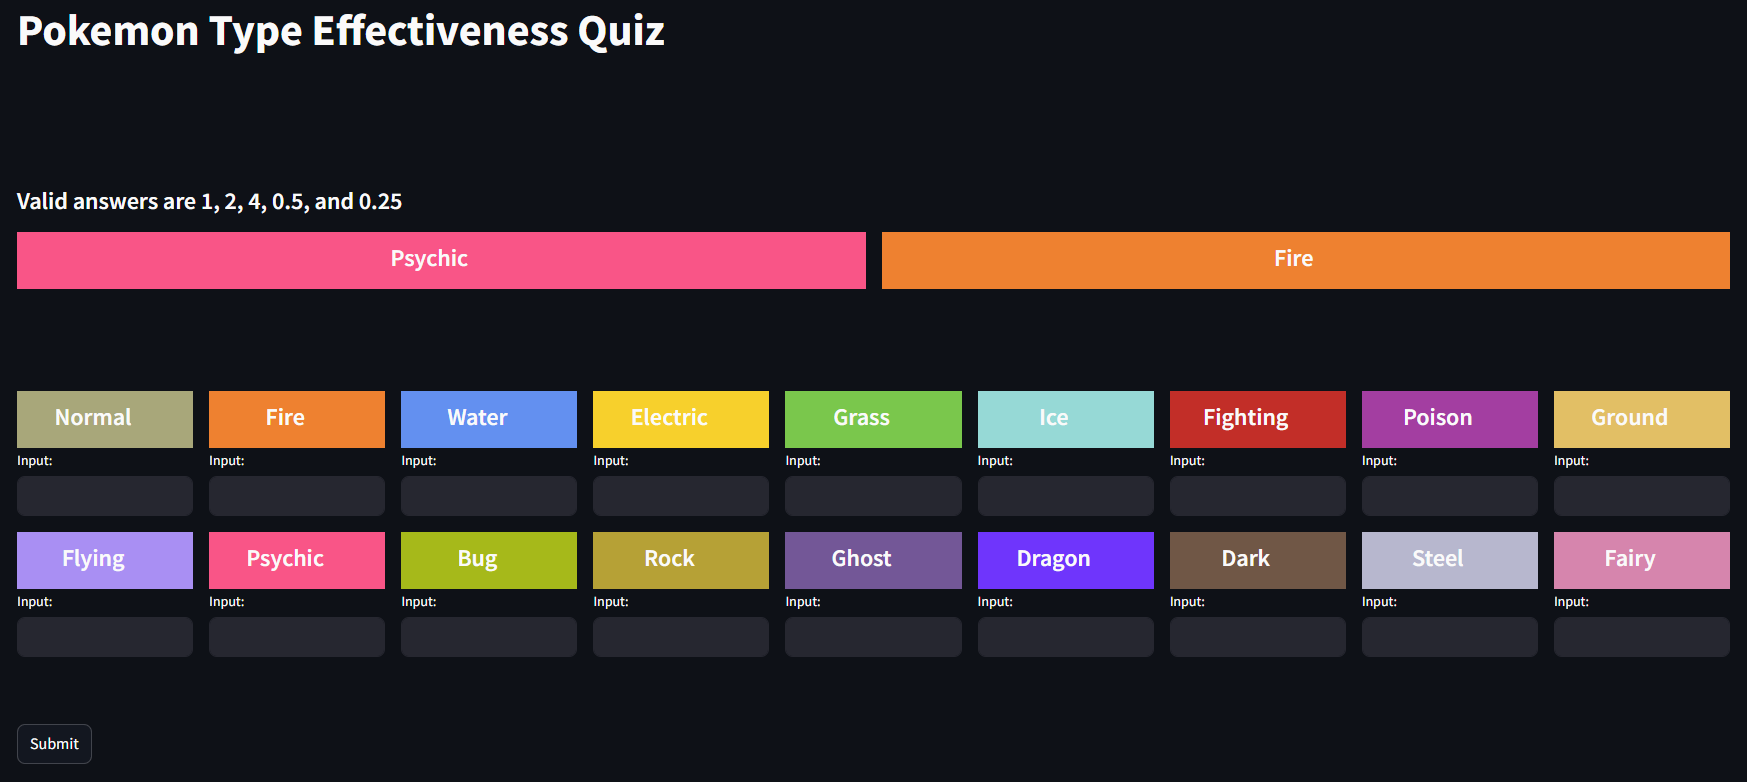 Pokemon Type Effectiveness Quiz
Valid answers are 1, 2, 4, 0.5, and 0.25
Psychic Fire
Normal Fire Water Electric Grass Ice Fighting Poison Ground
Input: Input: Input: Input: Input: Input: Input: Input: Input:
Flying Psychic Bug Rock Ghost Dragon Dark Steel Fairy
Input: Input: Input: Input: Input: Input: Input: Input: Input:
Submit